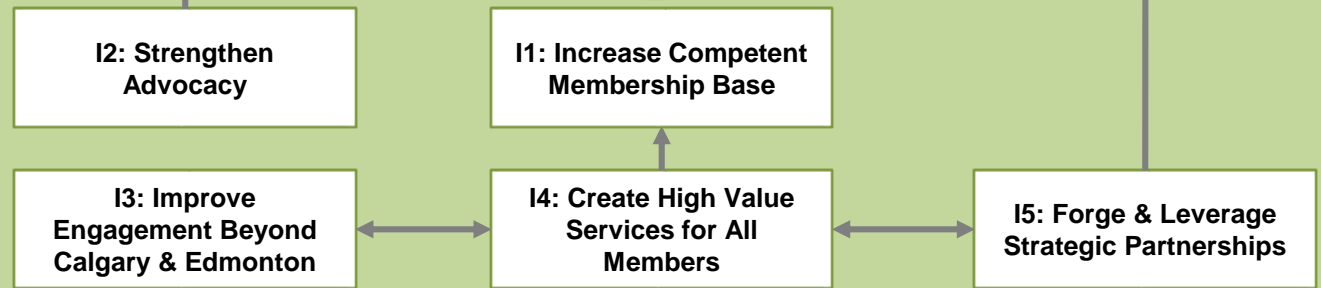 I2: Strengthen
Advocacy
I1: Increase Competent
Membership Base
I3: Improve
Engagement Beyond
Calgary & Edmonton
I4: Create High Value
Services for All
Members
I5: Forge & Leverage
Strategic Partnerships